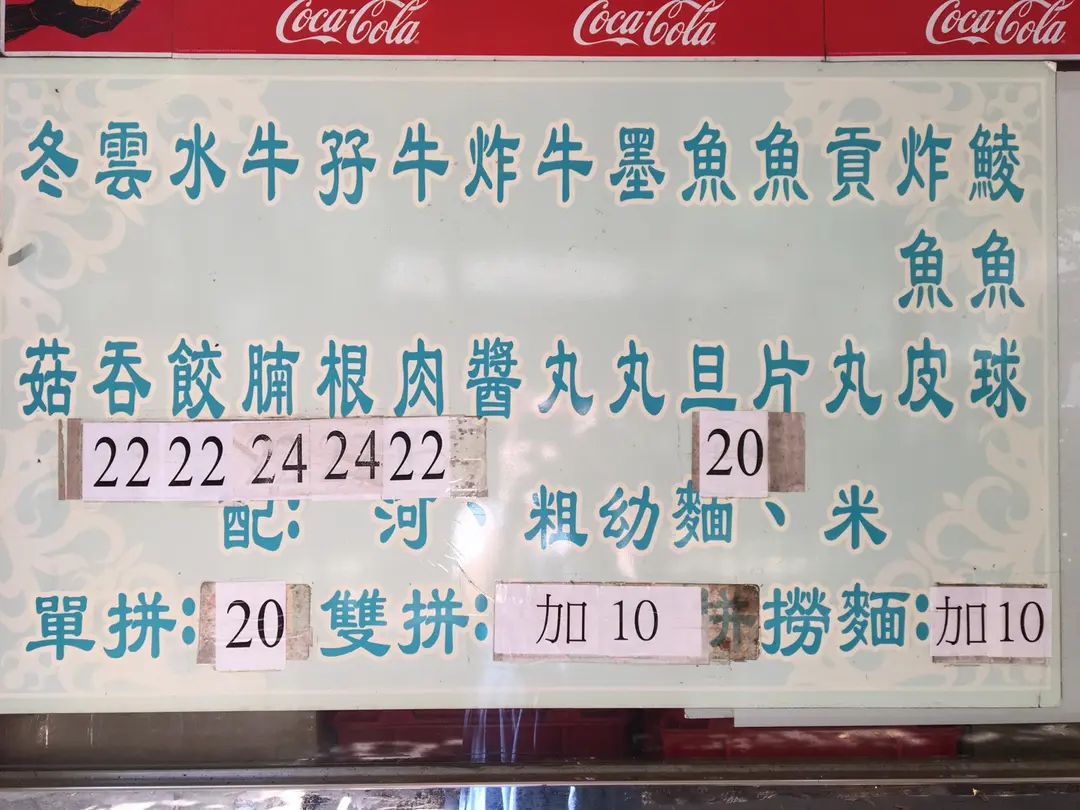 Coca-Cola Coca-Cola Coca-Cola
鯪魚球
炸魚皮
貢丸
魚片
魚旦 20
墨丸
牛丸
炸醬
牛肉 22
孖根 24
牛腩 24
水餃 22
雲吞 22
冬菇
配:河、粗幼麵、米
單拼:20 雙拼:加 10 撈麵:加10